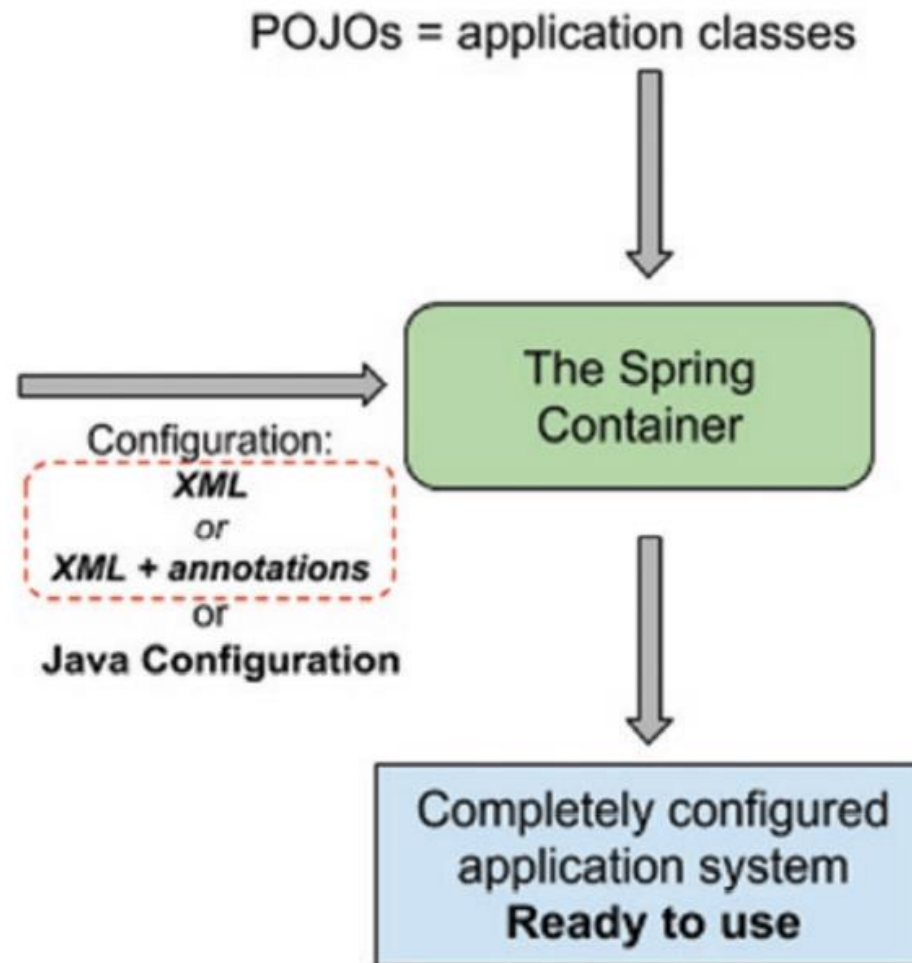 POJOs = application classes
The Spring
Container
Configuration:
XML
or
XML + annotations
or
Java Configuration
Completely configured
application system
Ready to use